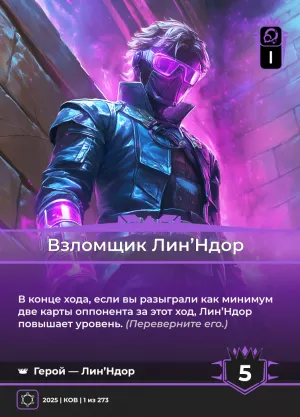 I
Взломщик Лин’Ндор
В конце хода, если вы разыграли как минимум
две карты оппонента за этот ход, Лин’Ндор
повышает уровень. (Переверните его.)
Герой — Лин’Ндор
5
2025 | КОВ | 1 из 273